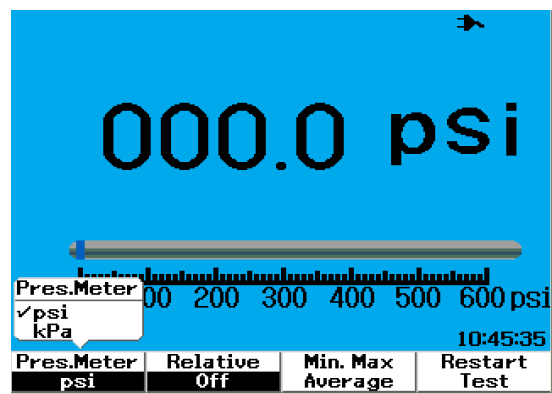 000.0 psi
Pres.Meter
✓psi
kPa
00 200 300 400 500 600 psi
10:45:35
Pres.Meter Relative Min. Max Restart
psi Off Average Test